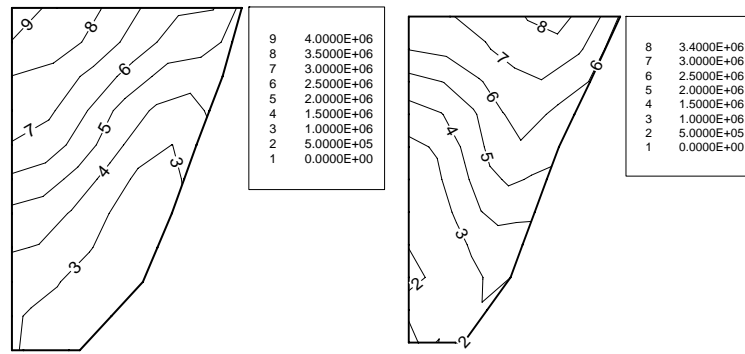 9
8
7
6
5
4
3
3
9 4.0000E+06
8 3.5000E+06
7 3.0000E+06
6 2.5000E+06
5 2.0000E+06
4 1.5000E+06
3 1.0000E+06
2 5.0000E+05
1 0.0000E+00
8
7
6
6
5
4
3
2
2
8 3.4000E+06
7 3.0000E+06
6 2.5000E+06
5 2.0000E+06
4 1.5000E+06
3 1.0000E+06
2 5.0000E+05
1 0.0000E+00